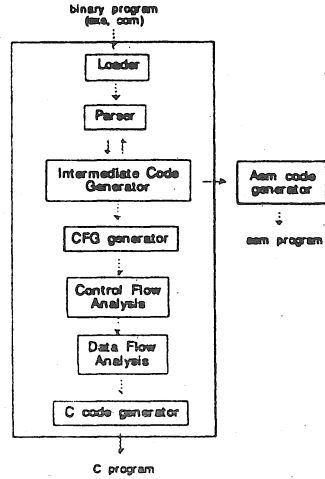 binary program
(exe, com)
Loader
Parser
Intermediate Code
Generator
Asm code
generator
asm program
CFG generator
Control Flow
Analysis
Data Flow
Analysis
C code generator
C program